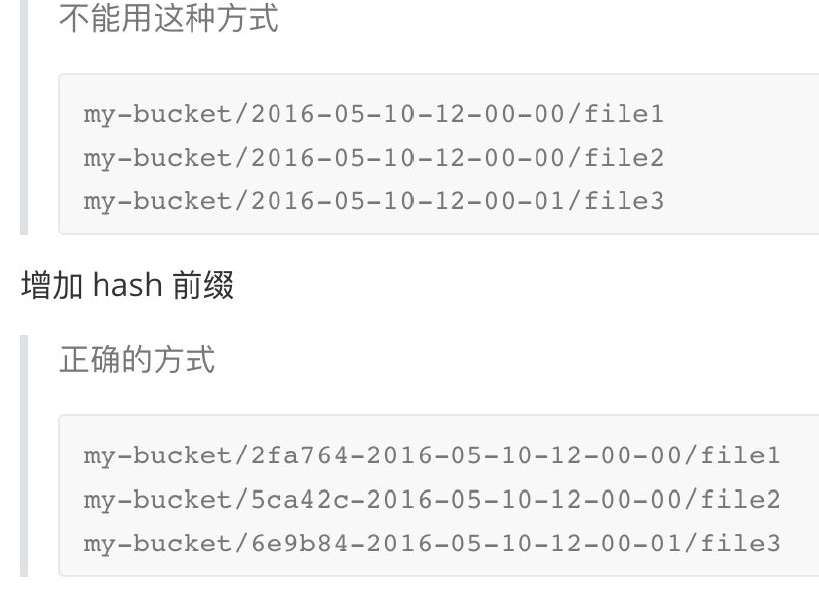 不能用这种方式
my-bucket/2016-05-10-12-00-00/file1
my-bucket/2016-05-10-12-00-00/file2
my-bucket/2016-05-10-12-00-01/file3
增加 hash 前缀
正确的方式
my-bucket/2fa764-2016-05-10-12-00-00/file1
my-bucket/5ca42c-2016-05-10-12-00-00/file2
my-bucket/6e9b84-2016-05-10-12-00-01/file3